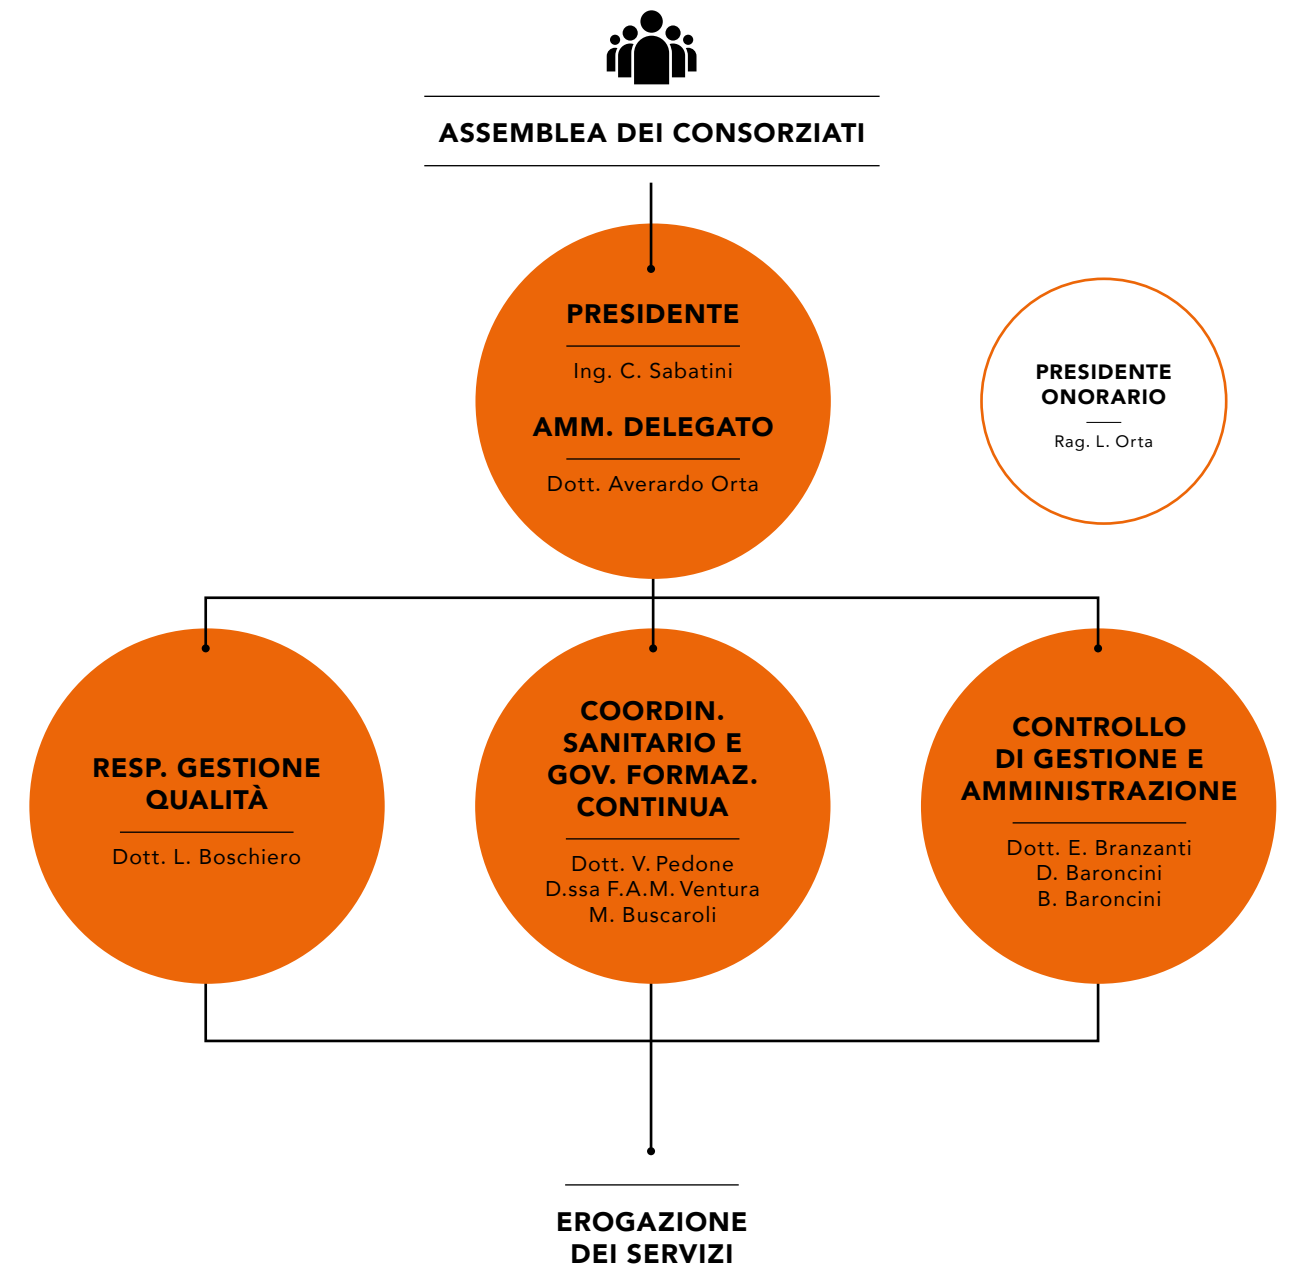 ASSEMBLEA DEI CONSORZIATI
PRESIDENTE
Ing. C. Sabatini
AMM. DELEGATO
Dott. Averardo Orta
PRESIDENTE
ONORARIO
Rag. L. Orta
RESP. GESTIONE
QUALITÀ
Dott. L. Boschiero
COORDIN.
SANITARIO E
GOV. FORMAZ.
CONTINUA
Dott. V. Pedone
D.ssa F.A.M. Ventura
M. Buscaroli
CONTROLLO
DI GESTIONE E
AMMINISTRAZIONE
Dott. E. Branzanti
D. Baroncini
B. Baroncini
EROGAZIONE
DEI SERVIZI